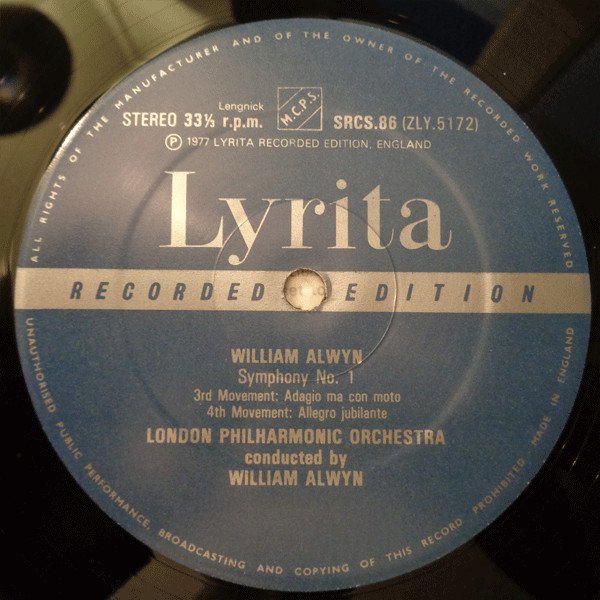 ALL RIGHTS OF THE MANUFACTURER AND OF THE OWNER OF THE RECORDED WORK RESERVED
Lengnick
M.C.P.S.
STEREO 33⅓ r.p.m.
SRCS.86 (ZLY.5172)
Ⓟ 1977 LYRITA RECORDED EDITION, ENGLAND
Lyrita
RECORDED EDITION
WILLIAM ALWYN
Symphony No. 1
3rd Movement: Adagio ma con moto
4th Movement: Allegro jubilante
LONDON PHILHARMONIC ORCHESTRA
conducted by
WILLIAM ALWYN
UNAUTHORISED PUBLIC PERFORMANCE, BROADCASTING AND COPYING OF THIS RECORD PROHIBITED MADE IN ENGLAND